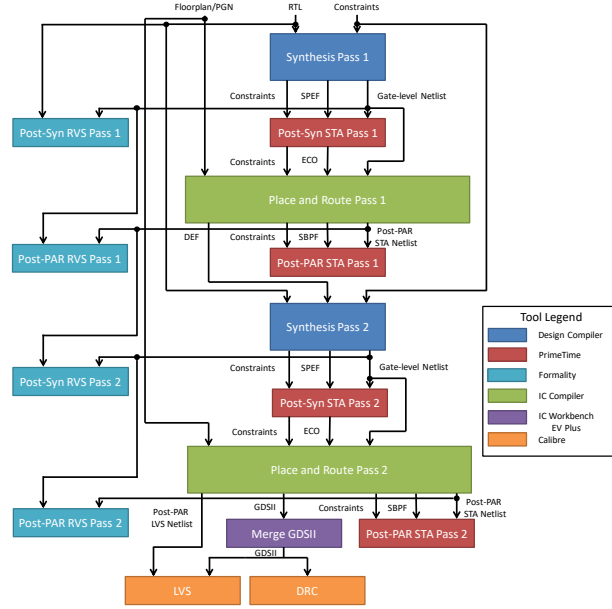 Floorplan/PGN
RTL
Constraints
Synthesis Pass 1
Constraints
SPEF
Gate-level Netlist
Post-Syn RVS Pass 1
Post-Syn STA Pass 1
Constraints
ECO
Place and Route Pass 1
DEF
Constraints
SBPF
Post-PAR
STA Netlist
Post-PAR RVS Pass 1
Post-PAR STA Pass 1
Synthesis Pass 2
Tool Legend
Design Compiler
PrimeTime
Formality
IC Compiler
IC Workbench
EV Plus
Calibre
Constraints
SPEF
Gate-level Netlist
Post-Syn RVS Pass 2
Post-Syn STA Pass 2
Constraints
ECO
Place and Route Pass 2
Post-PAR
LVS Netlist
GDSII
Constraints
SBPF
Post-PAR
STA Netlist
Post-PAR RVS Pass 2
Merge GDSII
Post-PAR STA Pass 2
GDSII
LVS
DRC